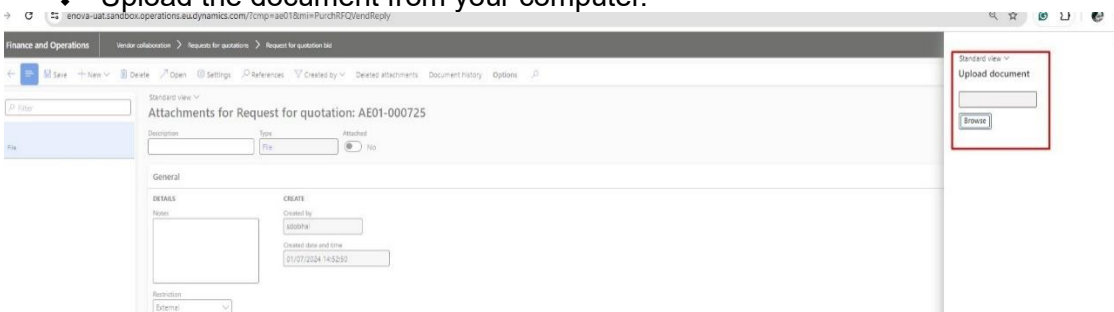 Upload the document from your computer.
enova-uat.sandbox.operations.eu.dynamics.com/?cmp=ae01&mi=PurchRFQVendReply
Finance and Operations Vendor collaboration > Requests for quotations > Request for quotation bid
Save + New Delete Open Settings References Created by Deleted attachments Document history Options
Standard view
Upload document
Browse
Filter
File
Standard view
Attachments for Request for quotation: AE01-000725
Description Type Attached
File No
General
DETAILS CREATE
Notes Created by
Created date and time
01/07/2024 14:52:50
Restriction
External